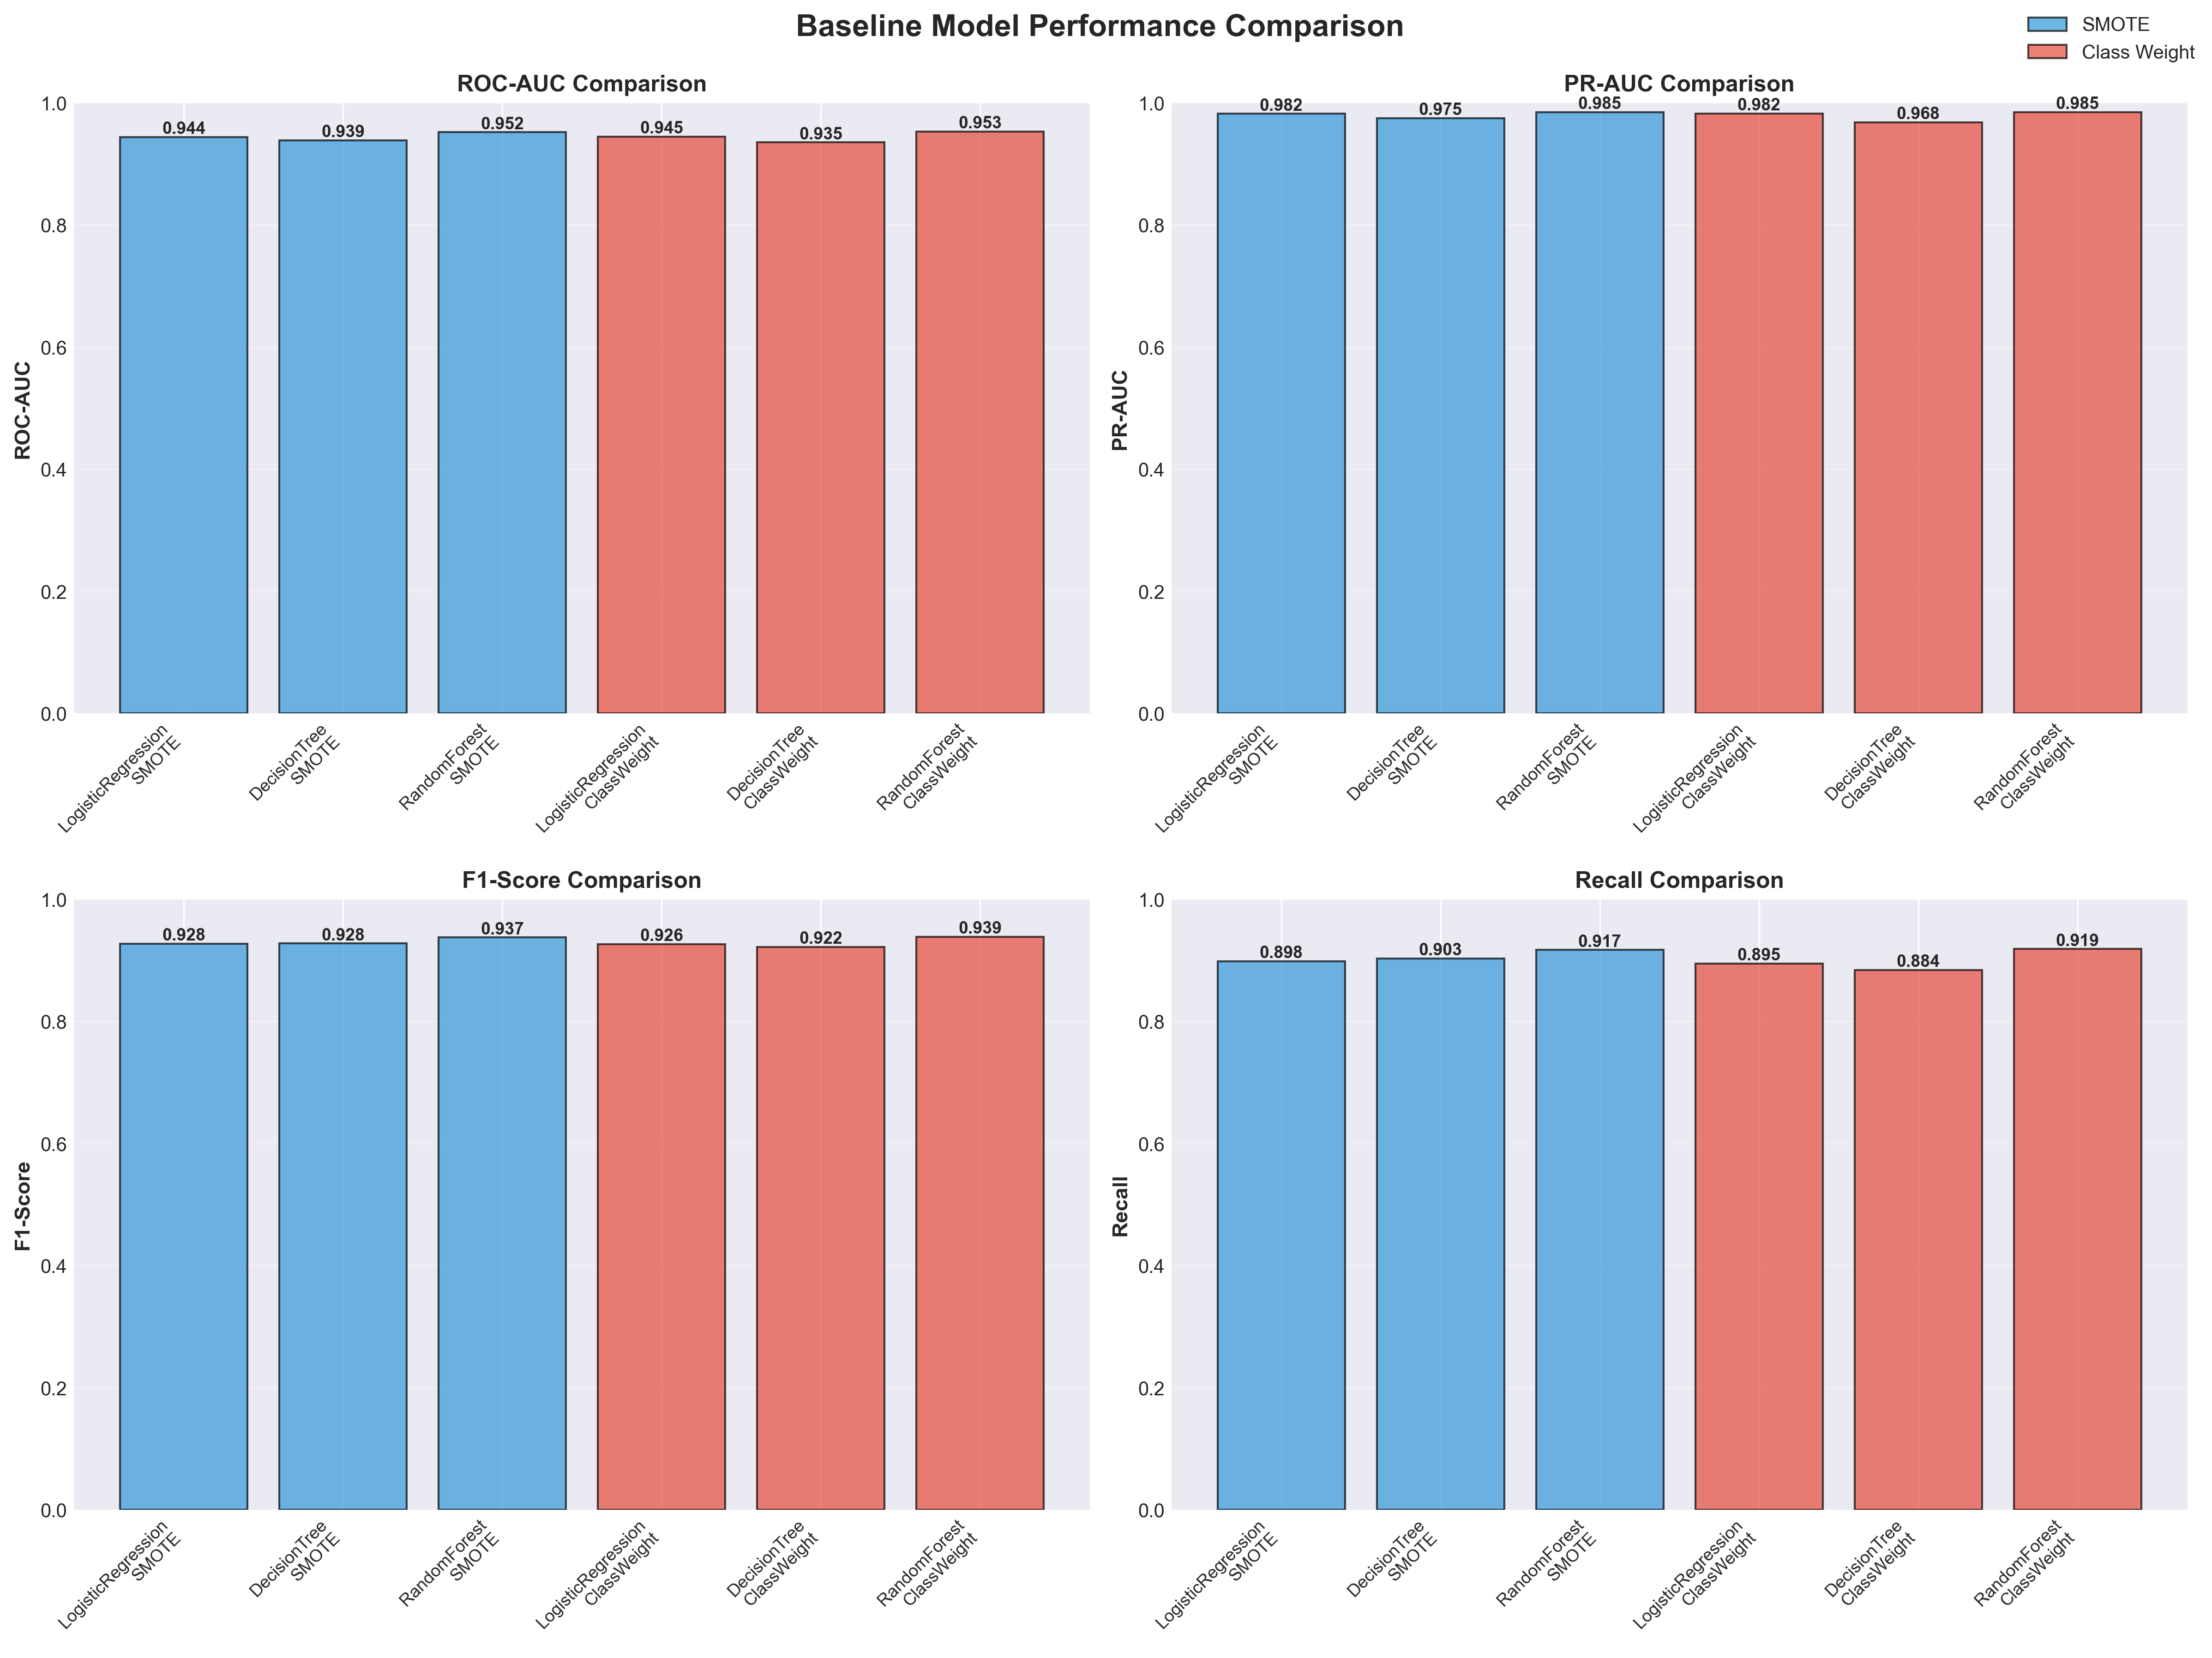 Baseline Model Performance Comparison
SMOTE
Class Weight
ROC-AUC Comparison
ROC-AUC
1.0
0.8
0.6
0.4
0.2
0.0
0.944
0.939
0.952
0.945
0.935
0.953
LogisticRegression
SMOTE
DecisionTree
SMOTE
RandomForest
SMOTE
LogisticRegression
ClassWeight
DecisionTree
ClassWeight
RandomForest
ClassWeight
PR-AUC Comparison
PR-AUC
1.0
0.8
0.6
0.4
0.2
0.0
0.982
0.975
0.985
0.982
0.968
0.985
LogisticRegression
SMOTE
DecisionTree
SMOTE
RandomForest
SMOTE
LogisticRegression
ClassWeight
DecisionTree
ClassWeight
RandomForest
ClassWeight
F1-Score Comparison
F1-Score
1.0
0.8
0.6
0.4
0.2
0.0
0.928
0.928
0.937
0.926
0.922
0.939
LogisticRegression
SMOTE
DecisionTree
SMOTE
RandomForest
SMOTE
LogisticRegression
ClassWeight
DecisionTree
ClassWeight
RandomForest
ClassWeight
Recall Comparison
Recall
1.0
0.8
0.6
0.4
0.2
0.0
0.898
0.903
0.917
0.895
0.884
0.919
LogisticRegression
SMOTE
DecisionTree
SMOTE
RandomForest
SMOTE
LogisticRegression
ClassWeight
DecisionTree
ClassWeight
RandomForest
ClassWeight